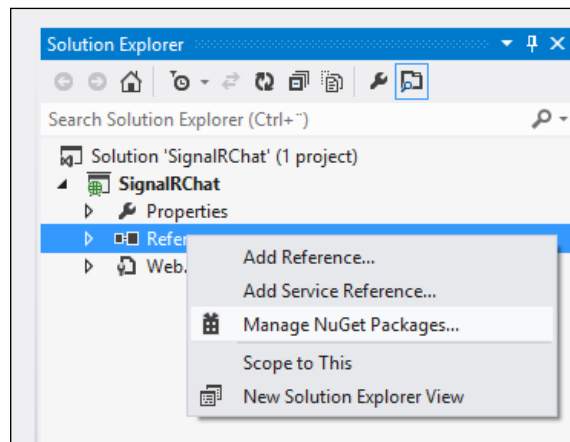 Solution Explorer
Search Solution Explorer (Ctrl+¨)
Solution 'SignalRChat' (1 project)
SignalRChat
Properties
Refer
Web.
Add Reference...
Add Service Reference...
Manage NuGet Packages...
Scope to This
New Solution Explorer View